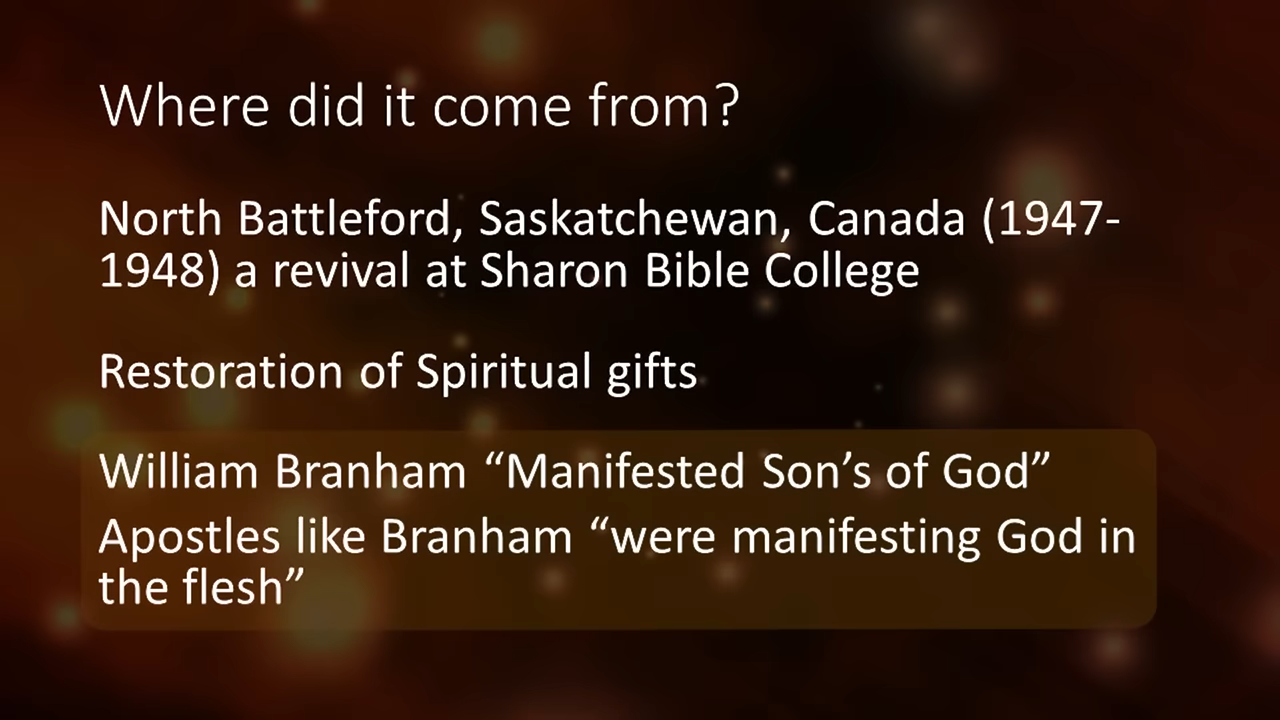 Where did it come from?
North Battleford, Saskatchewan, Canada (1947-
1948) a revival at Sharon Bible College
Restoration of Spiritual gifts
William Branham “Manifested Son’s of God”
Apostles like Branham “were manifesting God in
the flesh”